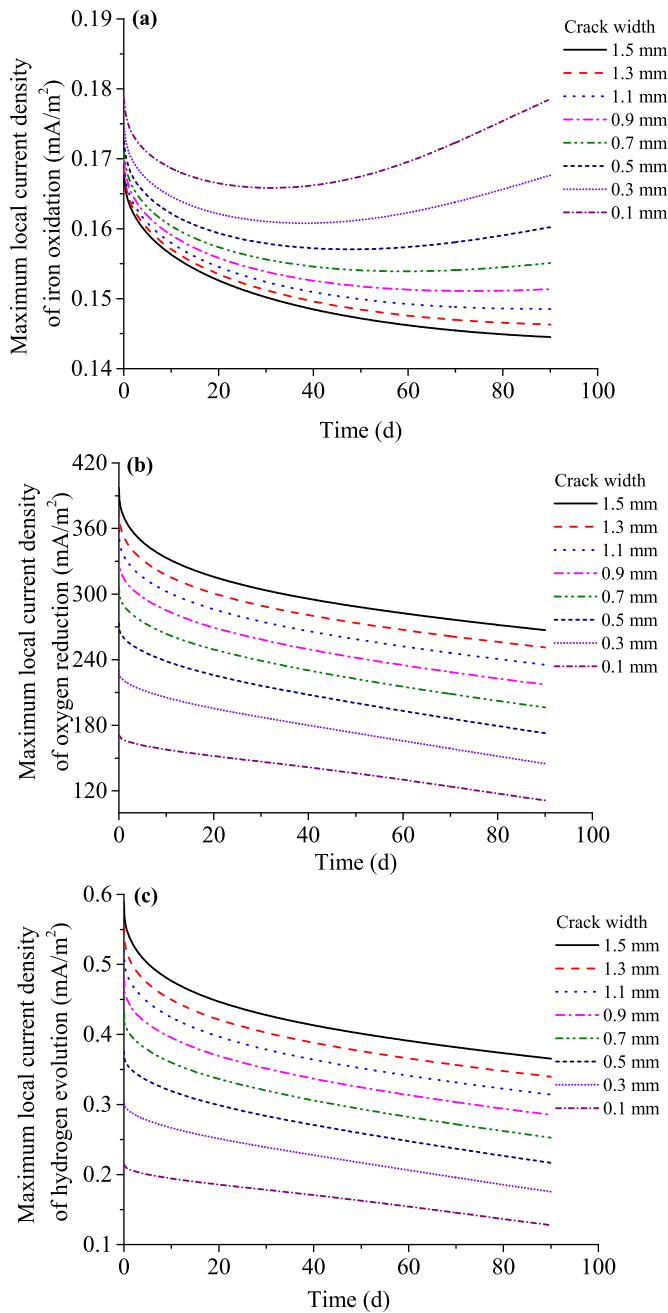 (a)
0.19
0.18
0.17
0.16
0.15
0.14
0
20
40
60
80
100
Time (d)
Maximum local current density
of iron oxidation (mA/m²)
Crack width
1.5 mm
1.3 mm
1.1 mm
0.9 mm
0.7 mm
0.5 mm
0.3 mm
0.1 mm
(b)
420
360
300
240
180
120
0
20
40
60
80
100
Time (d)
Maximum local current density
of oxygen reduction (mA/m²)
Crack width
1.5 mm
1.3 mm
1.1 mm
0.9 mm
0.7 mm
0.5 mm
0.3 mm
0.1 mm
(c)
0.6
0.5
0.4
0.3
0.2
0.1
0
20
40
60
80
100
Time (d)
Maximum local current density
of hydrogen evolution (mA/m²)
Crack width
1.5 mm
1.3 mm
1.1 mm
0.9 mm
0.7 mm
0.5 mm
0.3 mm
0.1 mm